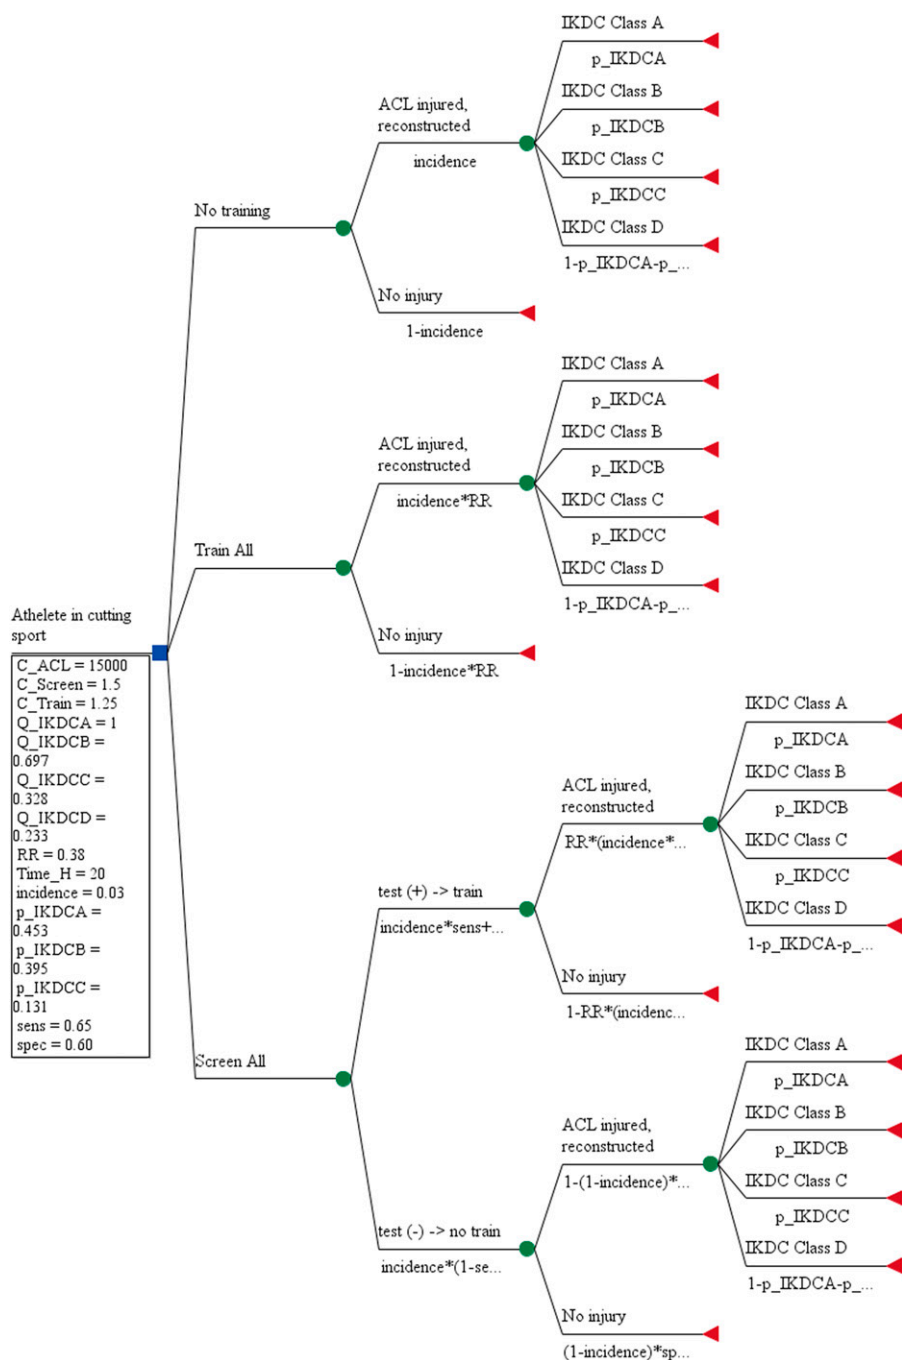 IKDC Class A
p_IKDCA
IKDC Class B
p_IKDCB
IKDC Class C
p_IKDCC
IKDC Class D
1-p_IKDCA-p_...
ACL injured,
reconstructed
incidence
No training
No injury
1-incidence
IKDC Class A
p_IKDCA
IKDC Class B
p_IKDCB
IKDC Class C
p_IKDCC
IKDC Class D
1-p_IKDCA-p_...
ACL injured,
reconstructed
incidence*RR
Train All
No injury
1-incidence*RR
Athelete in cutting
sport
C_ACL = 15000
C_Screen = 1.5
C_Train = 1.25
Q_IKDCA = 1
Q_IKDCB =
0.697
Q_IKDCC =
0.328
Q_IKDCD =
0.233
RR = 0.38
Time_H = 20
incidence = 0.03
p_IKDCA =
0.453
p_IKDCB =
0.395
p_IKDCC =
0.131
sens = 0.65
spec = 0.60
IKDC Class A
p_IKDCA
IKDC Class B
p_IKDCB
IKDC Class C
p_IKDCC
IKDC Class D
1-p_IKDCA-p_...
ACL injured,
reconstructed
RR*(incidence*...
test (+) -> train
incidence*sens+...
No injury
1-RR*(incidenc...
Screen All
IKDC Class A
p_IKDCA
IKDC Class B
p_IKDCB
IKDC Class C
p_IKDCC
IKDC Class D
1-p_IKDCA-p_...
ACL injured,
reconstructed
1-(1-incidence)*...
test (-) -> no train
incidence*(1-se...
No injury
(1-incidence)*sp...